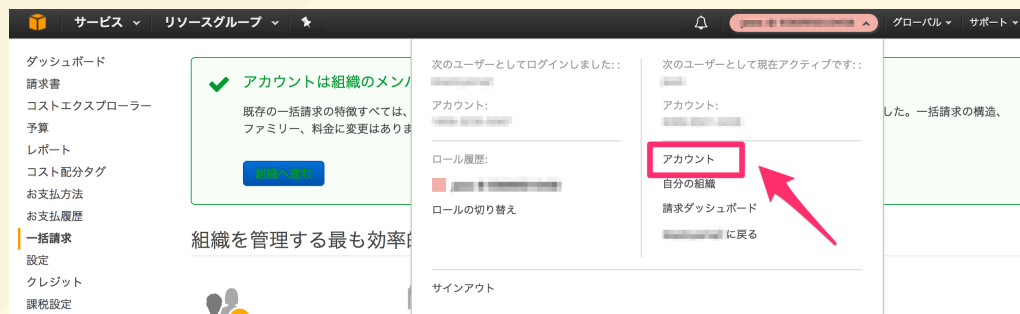 サービス
リソースグループ
グローバル
サポート
ダッシュボード
請求書
コストエクスプローラー
予算
レポート
コスト配分タグ
お支払方法
お支払履歴
一括請求
設定
クレジット
課税設定
アカウントは組織のメン
既存の一括請求の特徴すべては、
した。一括請求の構造、
ファミリー、料金に変更はありま
組織へ進む
組織を管理する最も効率
次のユーザーとしてログインしました: :
アカウント:
ロール履歴:
ロールの切り替え
次のユーザーとして現在アクティブです: :
アカウント:
アカウント
自分の組織
請求ダッシュボード
に戻る
サインアウト